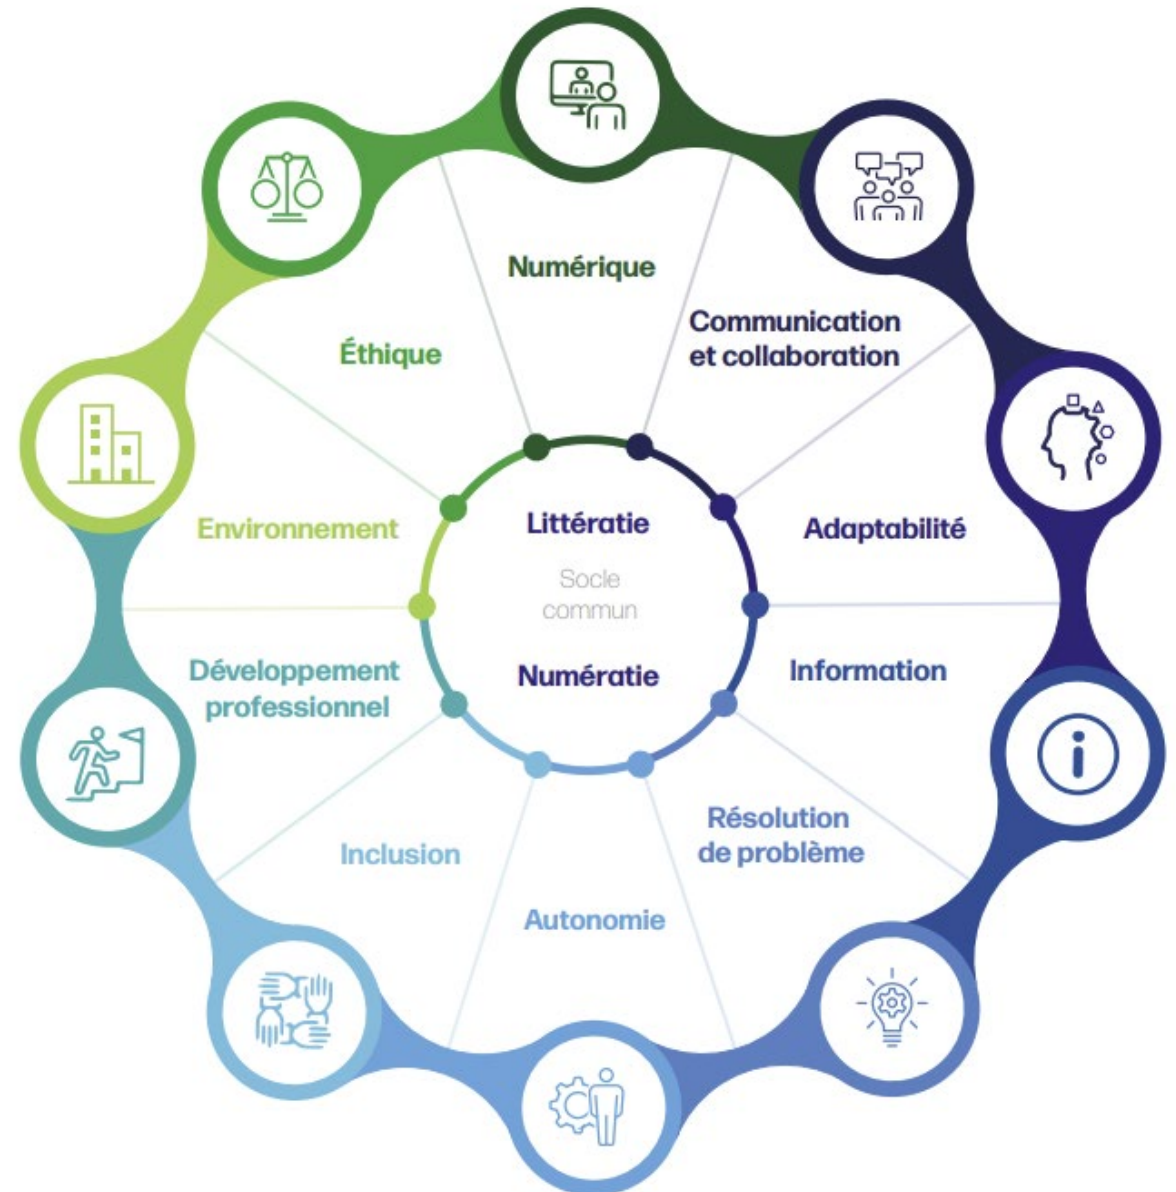 Numérique
Communication
et collaboration
Éthique
Littératie
Environnement
Adaptabilité
Socle
commun
Développement
professionnel
Numératie
Information
Résolution
de problème
Inclusion
Autonomie